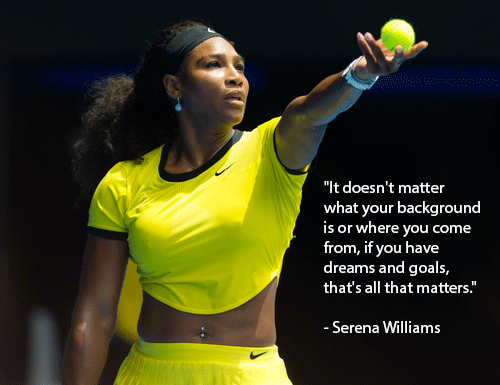 "It doesn't matter
what your background
is or where you come
from, if you have
dreams and goals,
that's all that matters."
- Serena Williams